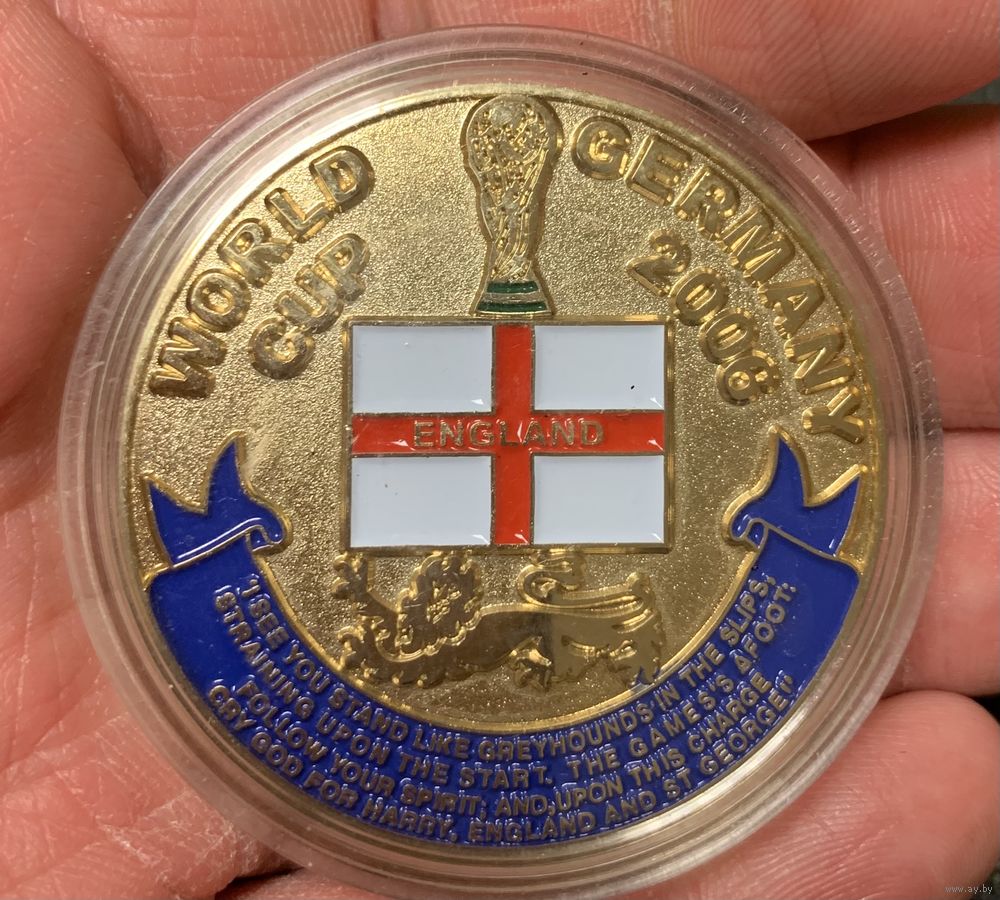 WORLD
CUP
GERMANY
2006
ENGLAND
"I SEE YOU STAND LIKE GREYHOUNDS IN THE SLIPS,
STRAINING UPON THE START. THE GAMES'S AFOOT:
FOLLOW YOUR SPIRIT; AND, UPON THIS CHARGE
CRY GOD FOR HARRY, ENGLAND AND ST GEORGE!"
www.ay.by